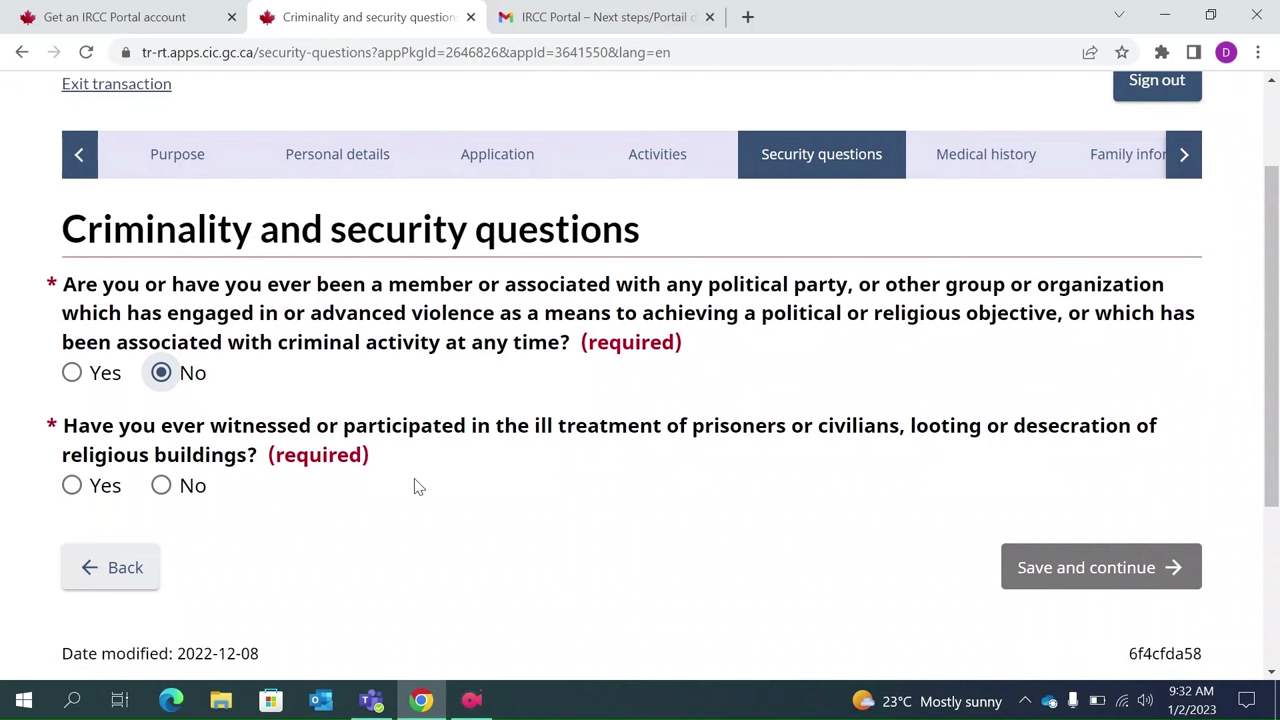 Get an IRCC Portal account
Criminality and security question
IRCC Portal – Next steps/Portail d
tr-rt.apps.cic.gc.ca/security-questions?appPkgId=2646826&appId=3641550&lang=en
D
Exit transaction
Sign out
Purpose
Personal details
Application
Activities
Security questions
Medical history
Family infor
Criminality and security questions
* Are you or have you ever been a member or associated with any political party, or other group or organization
which has engaged in or advanced violence as a means to achieving a political or religious objective, or which has
been associated with criminal activity at any time? (required)
Yes No
* Have you ever witnessed or participated in the ill treatment of prisoners or civilians, looting or desecration of
religious buildings? (required)
Yes No
Back
Save and continue
Date modified: 2022-12-08
6f4cfda58
23°C Mostly sunny
9:32 AM
1/2/2023